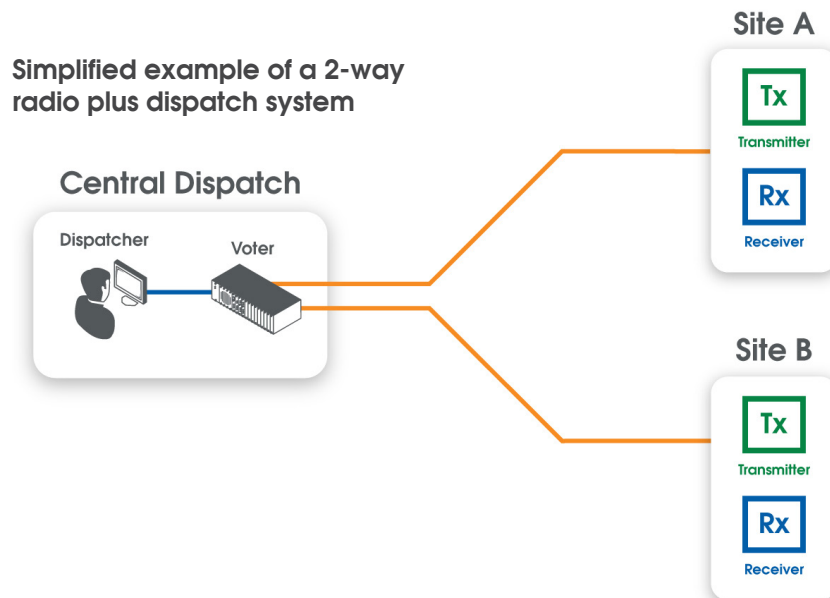 Site A
Simplified example of a 2-way
radio plus dispatch system
Tx
Transmitter
Central Dispatch
Rx
Dispatcher
Voter
Receiver
Site B
Tx
Transmitter
Rx
Receiver